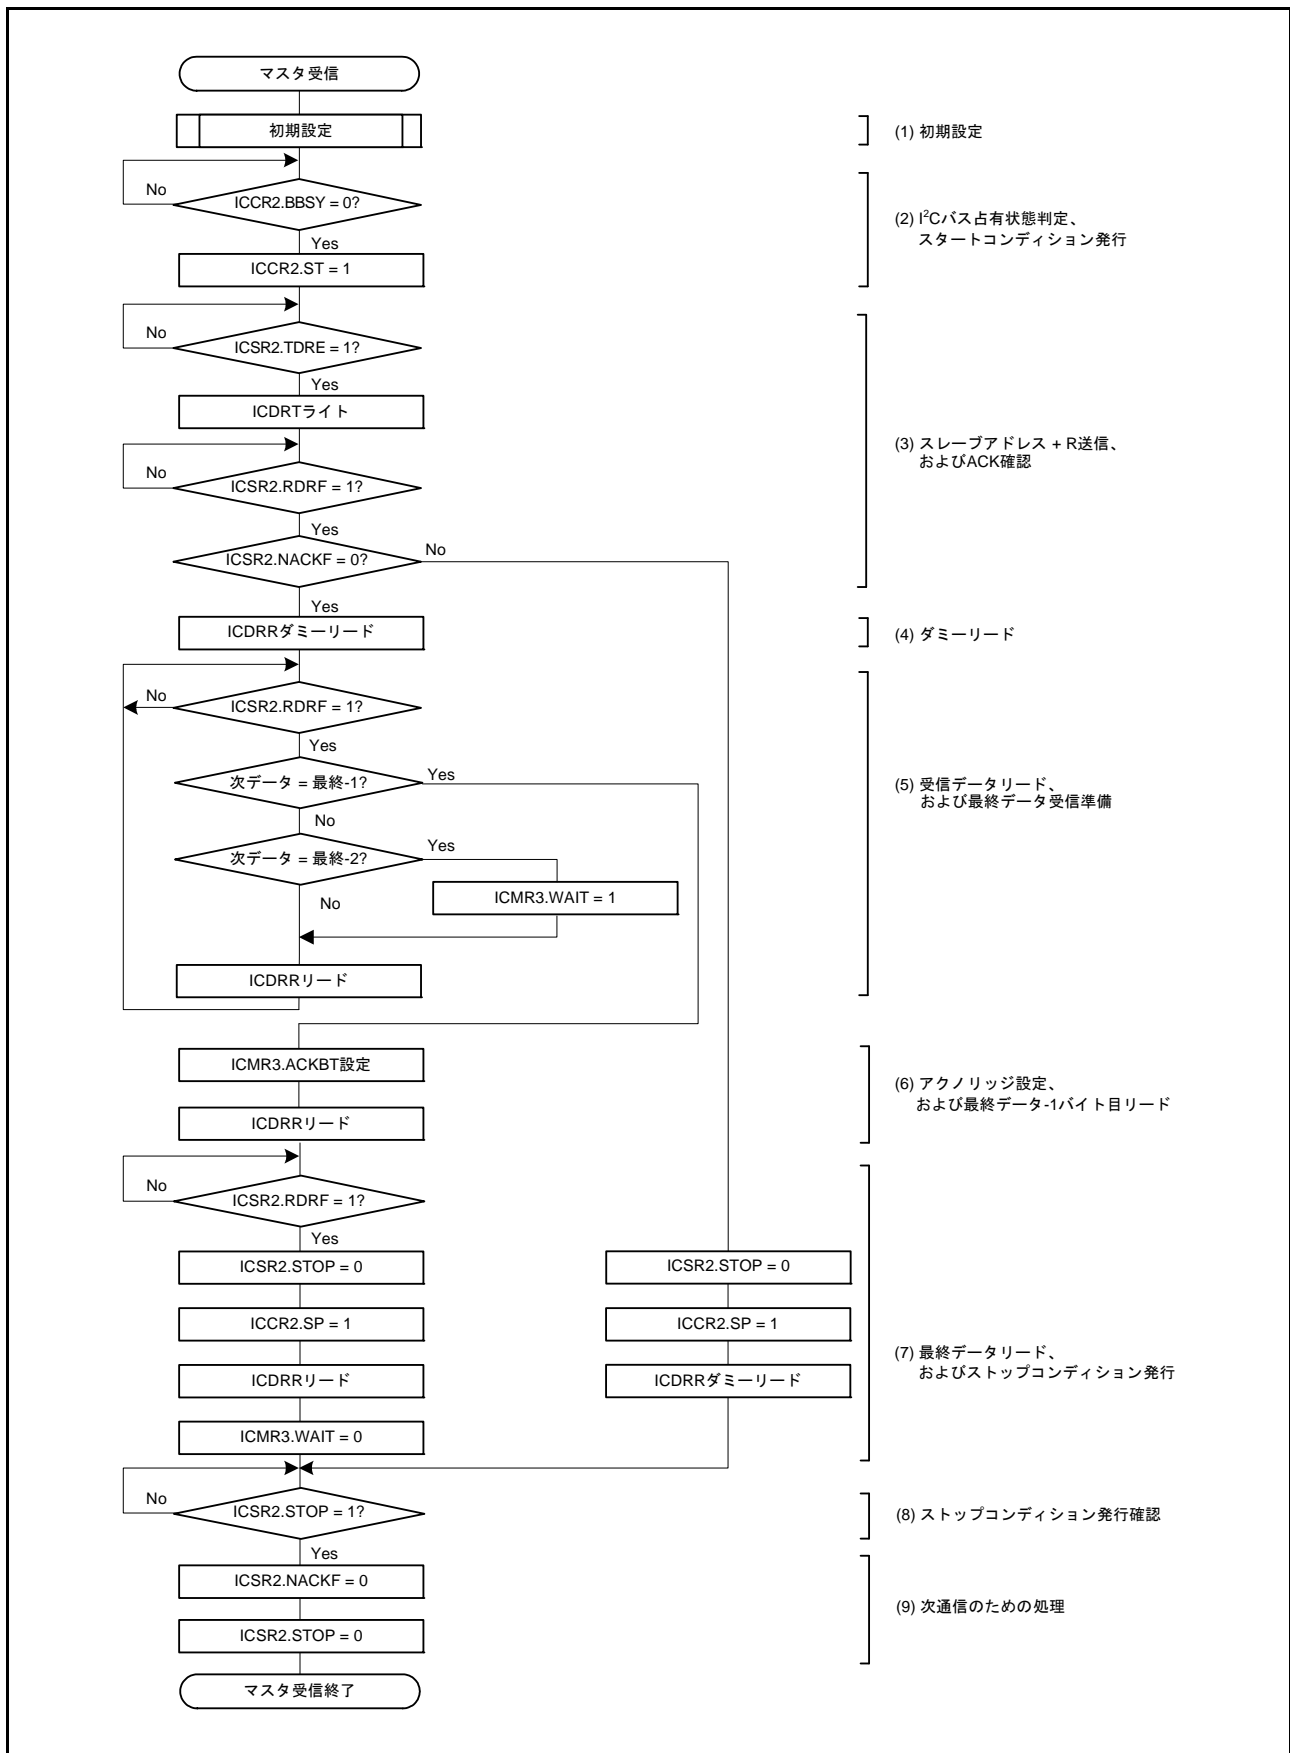 マスタ受信
初期設定
(1) 初期設定
No
ICCR2.BBSY = 0?
Yes
ICCR2.ST = 1
(2) I²Cバス占有状態判定、
スタートコンディション発行
No
ICSR2.TDRE = 1?
Yes
ICDRTライト
No
ICSR2.RDRF = 1?
Yes
ICSR2.NACKF = 0?
No
Yes
(3) スレーブアドレス + R送信、
およびACK確認
ICDRRダミーリード
(4) ダミーリード
No
ICSR2.RDRF = 1?
Yes
次データ = 最終-1?
Yes
No
次データ = 最終-2?
Yes
ICMR3.WAIT = 1
No
ICDRRリード
(5) 受信データリード、
および最終データ受信準備
ICMR3.ACKBT設定
ICDRRリード
(6) アクノリッジ設定、
および最終データ-1バイト目リード
No
ICSR2.RDRF = 1?
Yes
ICSR2.STOP = 0
ICCR2.SP = 1
ICDRRリード
ICMR3.WAIT = 0
ICSR2.STOP = 0
ICCR2.SP = 1
ICDRRダミーリード
(7) 最終データリード、
およびストップコンディション発行
No
ICSR2.STOP = 1?
Yes
(8) ストップコンディション発行確認
ICSR2.NACKF = 0
ICSR2.STOP = 0
(9) 次通信のための処理
マスタ受信終了